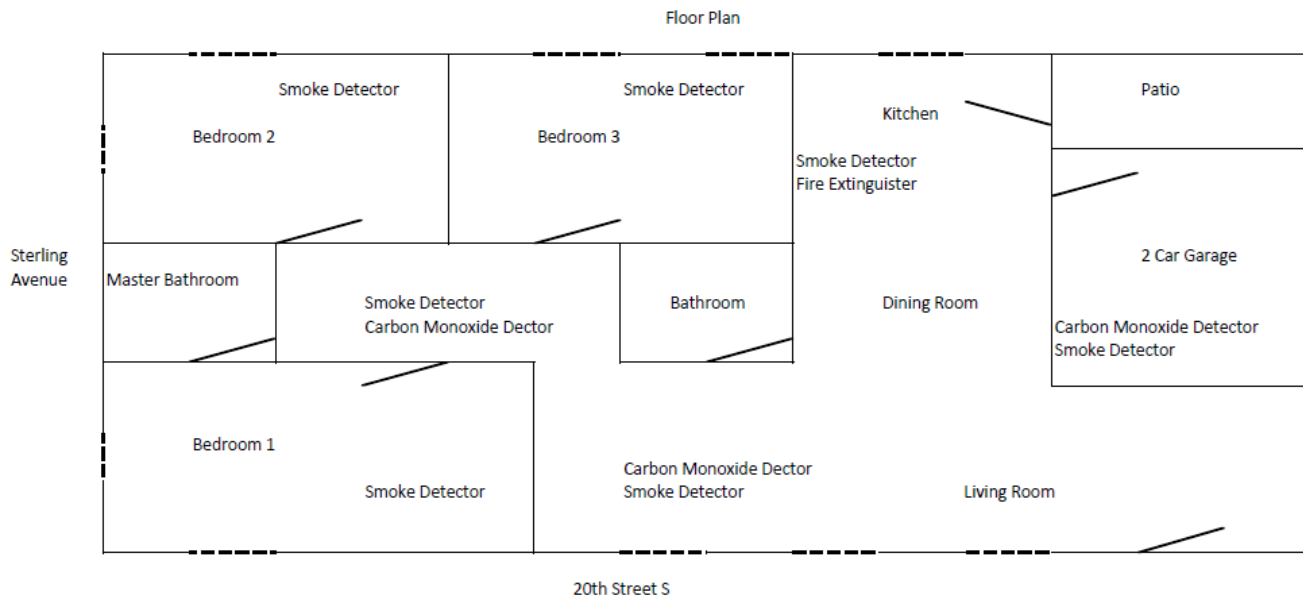 Floor Plan
Smoke Detector
Smoke Detector
Patio
Kitchen
Bedroom 2
Bedroom 3
Smoke Detector
Fire Extinguister
Sterling
Avenue
2 Car Garage
Master Bathroom
Smoke Detector
Carbon Monoxide Dector
Bathroom
Dining Room
Carbon Monoxide Detector
Smoke Detector
Bedroom 1
Carbon Monoxide Dector
Smoke Detector
Smoke Detector
Living Room
20th Street S